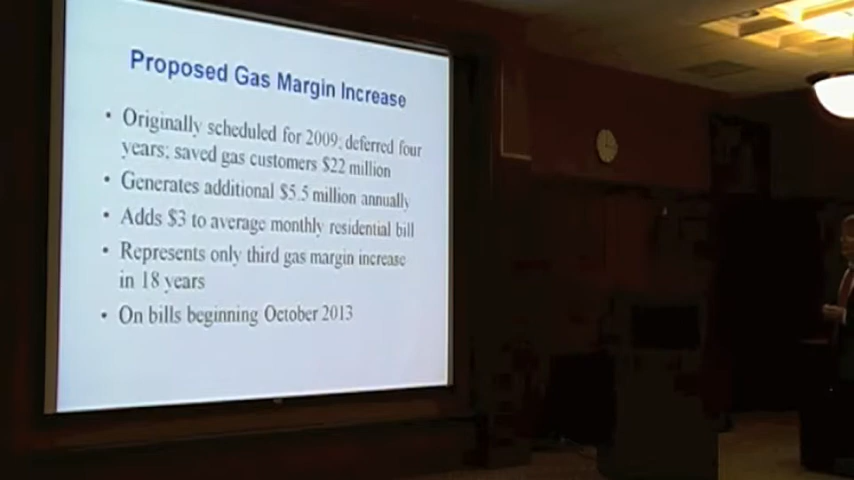 Proposed Gas Margin Increase
• Originally scheduled for 2009; deferred four
years; saved gas customers $22 million
• Generates additional $5.5 million annually
• Adds $3 to average monthly residential bill
• Represents only third gas margin increase
in 18 years
• On bills beginning October 2013